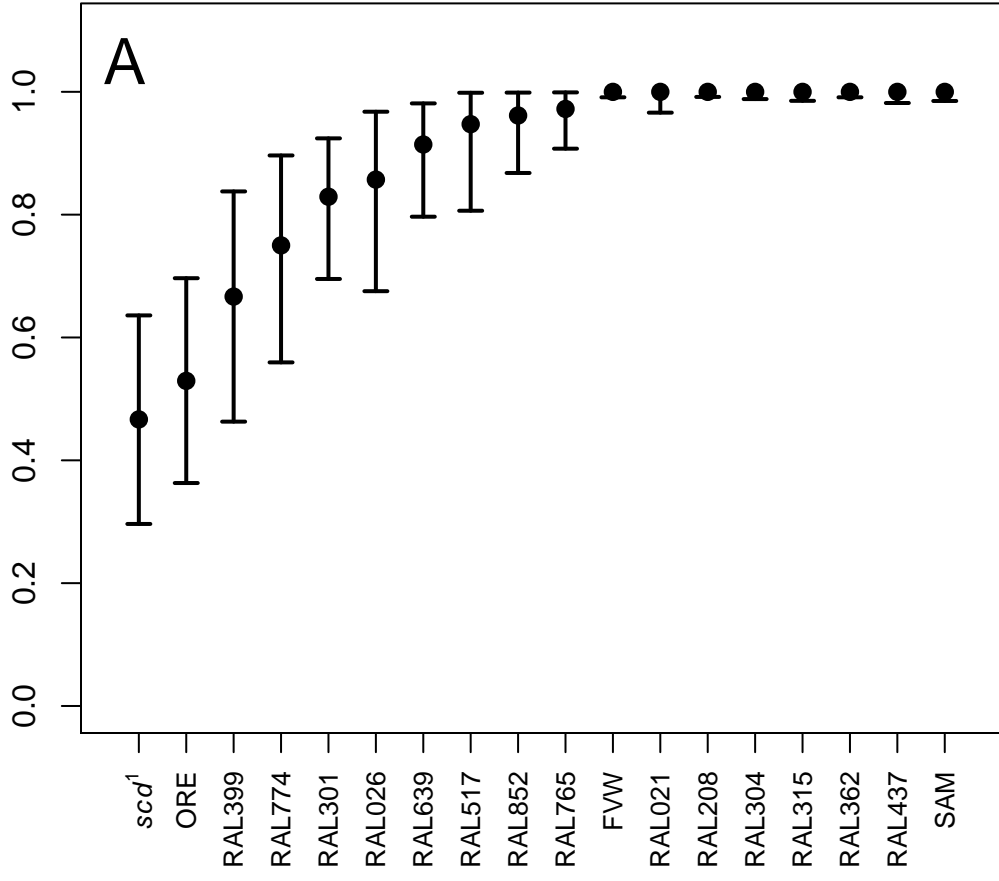 A
1.0
0.8
0.6
0.4
0.2
0.0
scd¹
ORE
RAL399
RAL774
RAL301
RAL026
RAL639
RAL517
RAL852
RAL765
FVW
RAL021
RAL208
RAL304
RAL315
RAL362
RAL437
SAM